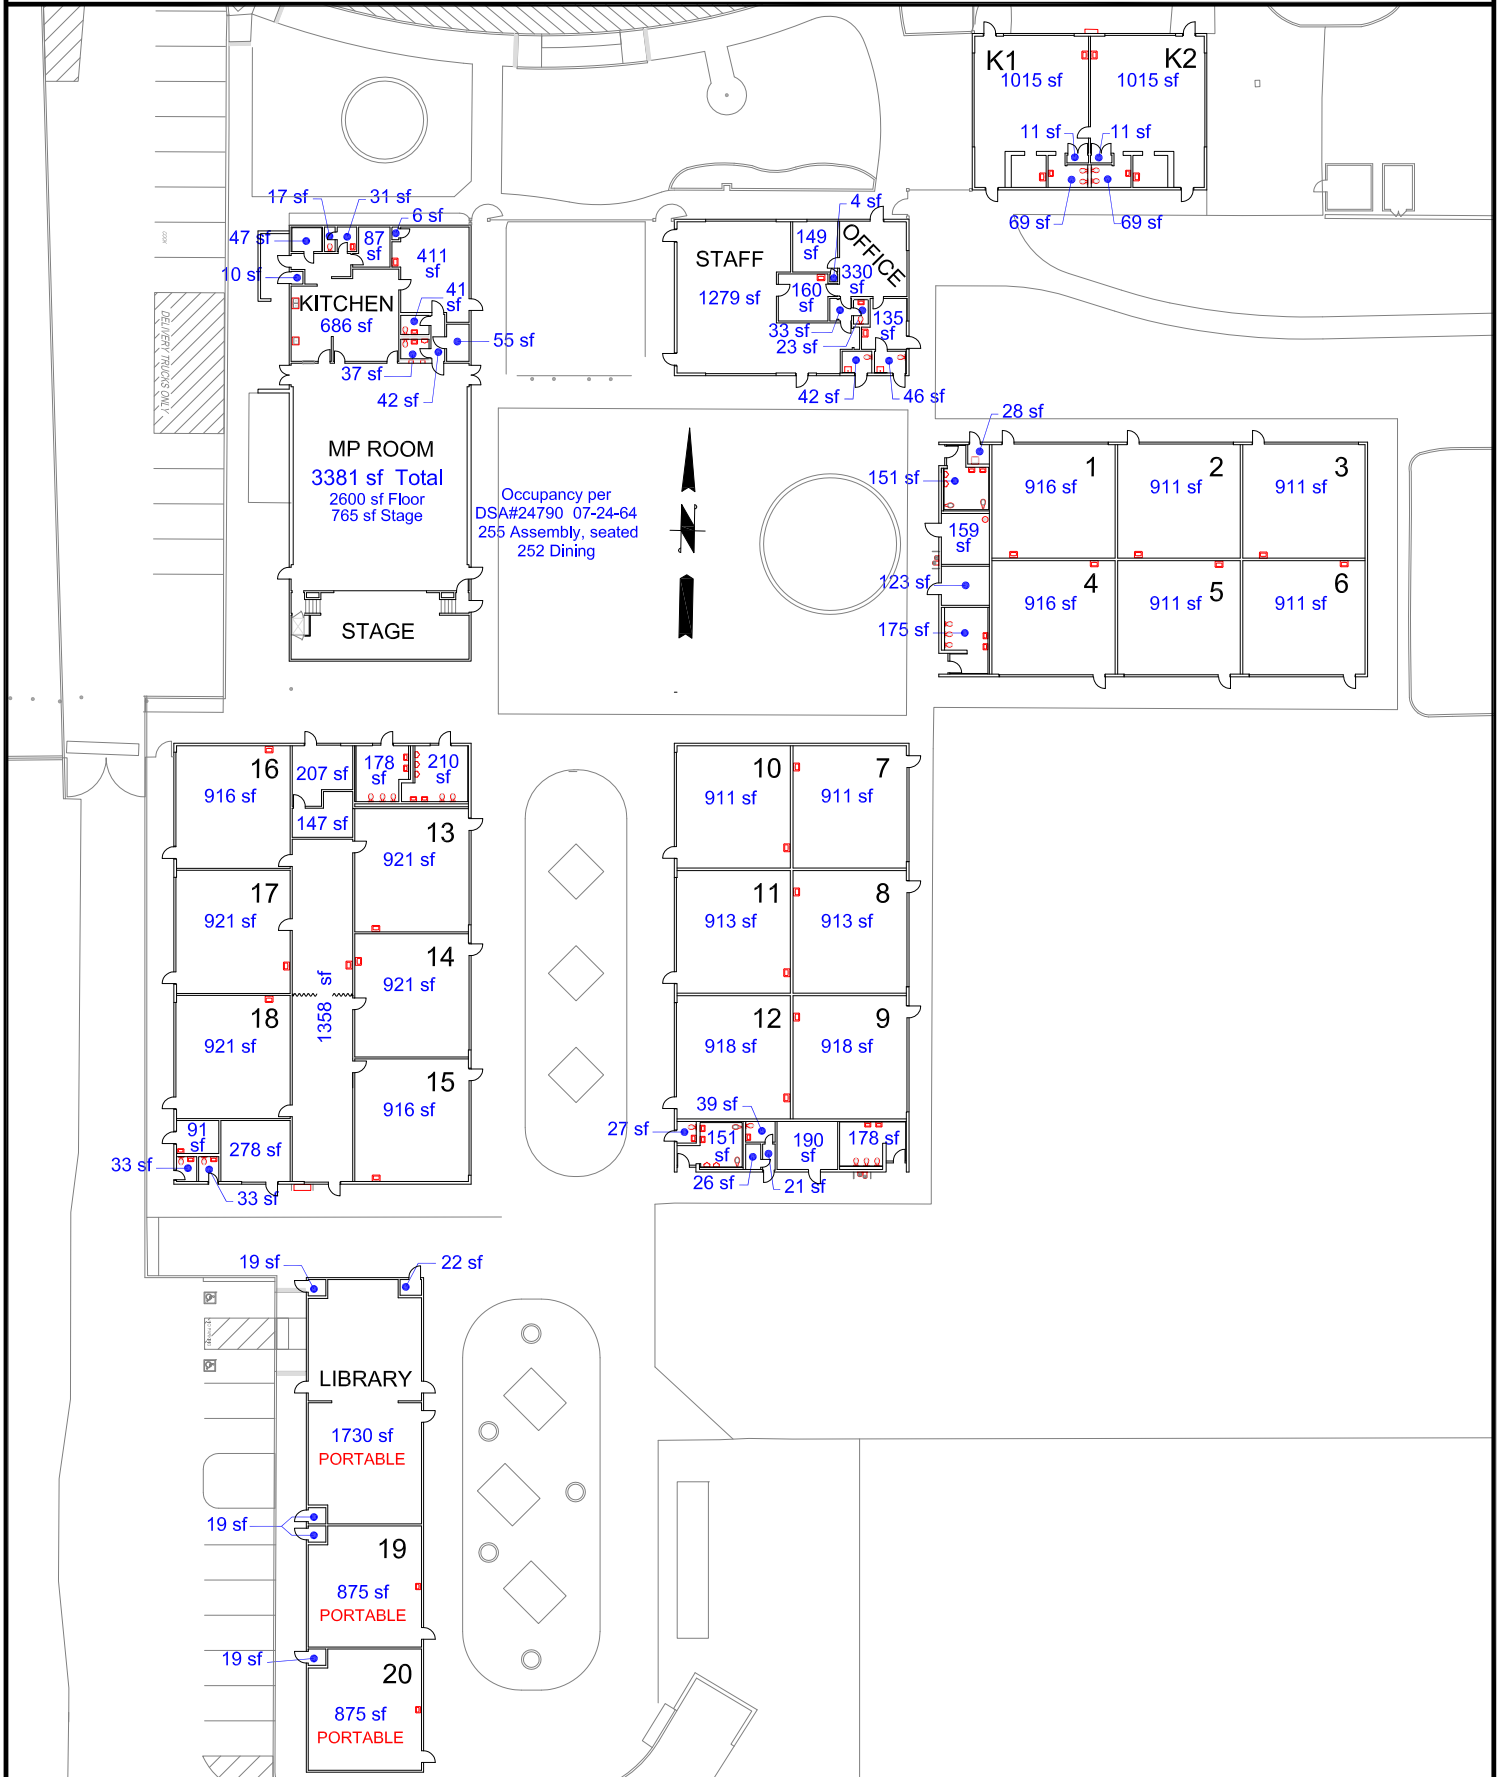 K1
1015 sf
K2
1015 sf
11 sf
11 sf
69 sf
69 sf
17 sf
31 sf
6 sf
47 sf
87
sf
411
sf
10 sf
KITCHEN
686 sf
41
sf
55 sf
37 sf
42 sf
4 sf
STAFF
1279 sf
149
sf
OFFICE
330
sf
160
sf
33 sf
23 sf
135
sf
42 sf
46 sf
DELIVERY TRUCKS ONLY
MP ROOM
3381 sf Total
2600 sf Floor
765 sf Stage
STAGE
Occupancy per
DSA#24790 07-24-64
255 Assembly, seated
252 Dining
N
28 sf
151 sf
159
sf
123 sf
175 sf
1
916 sf
2
911 sf
3
911 sf
4
916 sf
5
911 sf
6
911 sf
16
916 sf
207 sf
147 sf
178
sf
210
sf
13
921 sf
17
921 sf
14
921 sf
1358 sf
18
921 sf
15
916 sf
91
sf
278 sf
33 sf
33 sf
10
911 sf
7
911 sf
11
913 sf
8
913 sf
12
918 sf
9
918 sf
39 sf
27 sf
151
sf
190
sf
178 sf
26 sf
21 sf
19 sf
22 sf
LIBRARY
1730 sf
PORTABLE
19 sf
19
875 sf
PORTABLE
19 sf
20
875 sf
PORTABLE